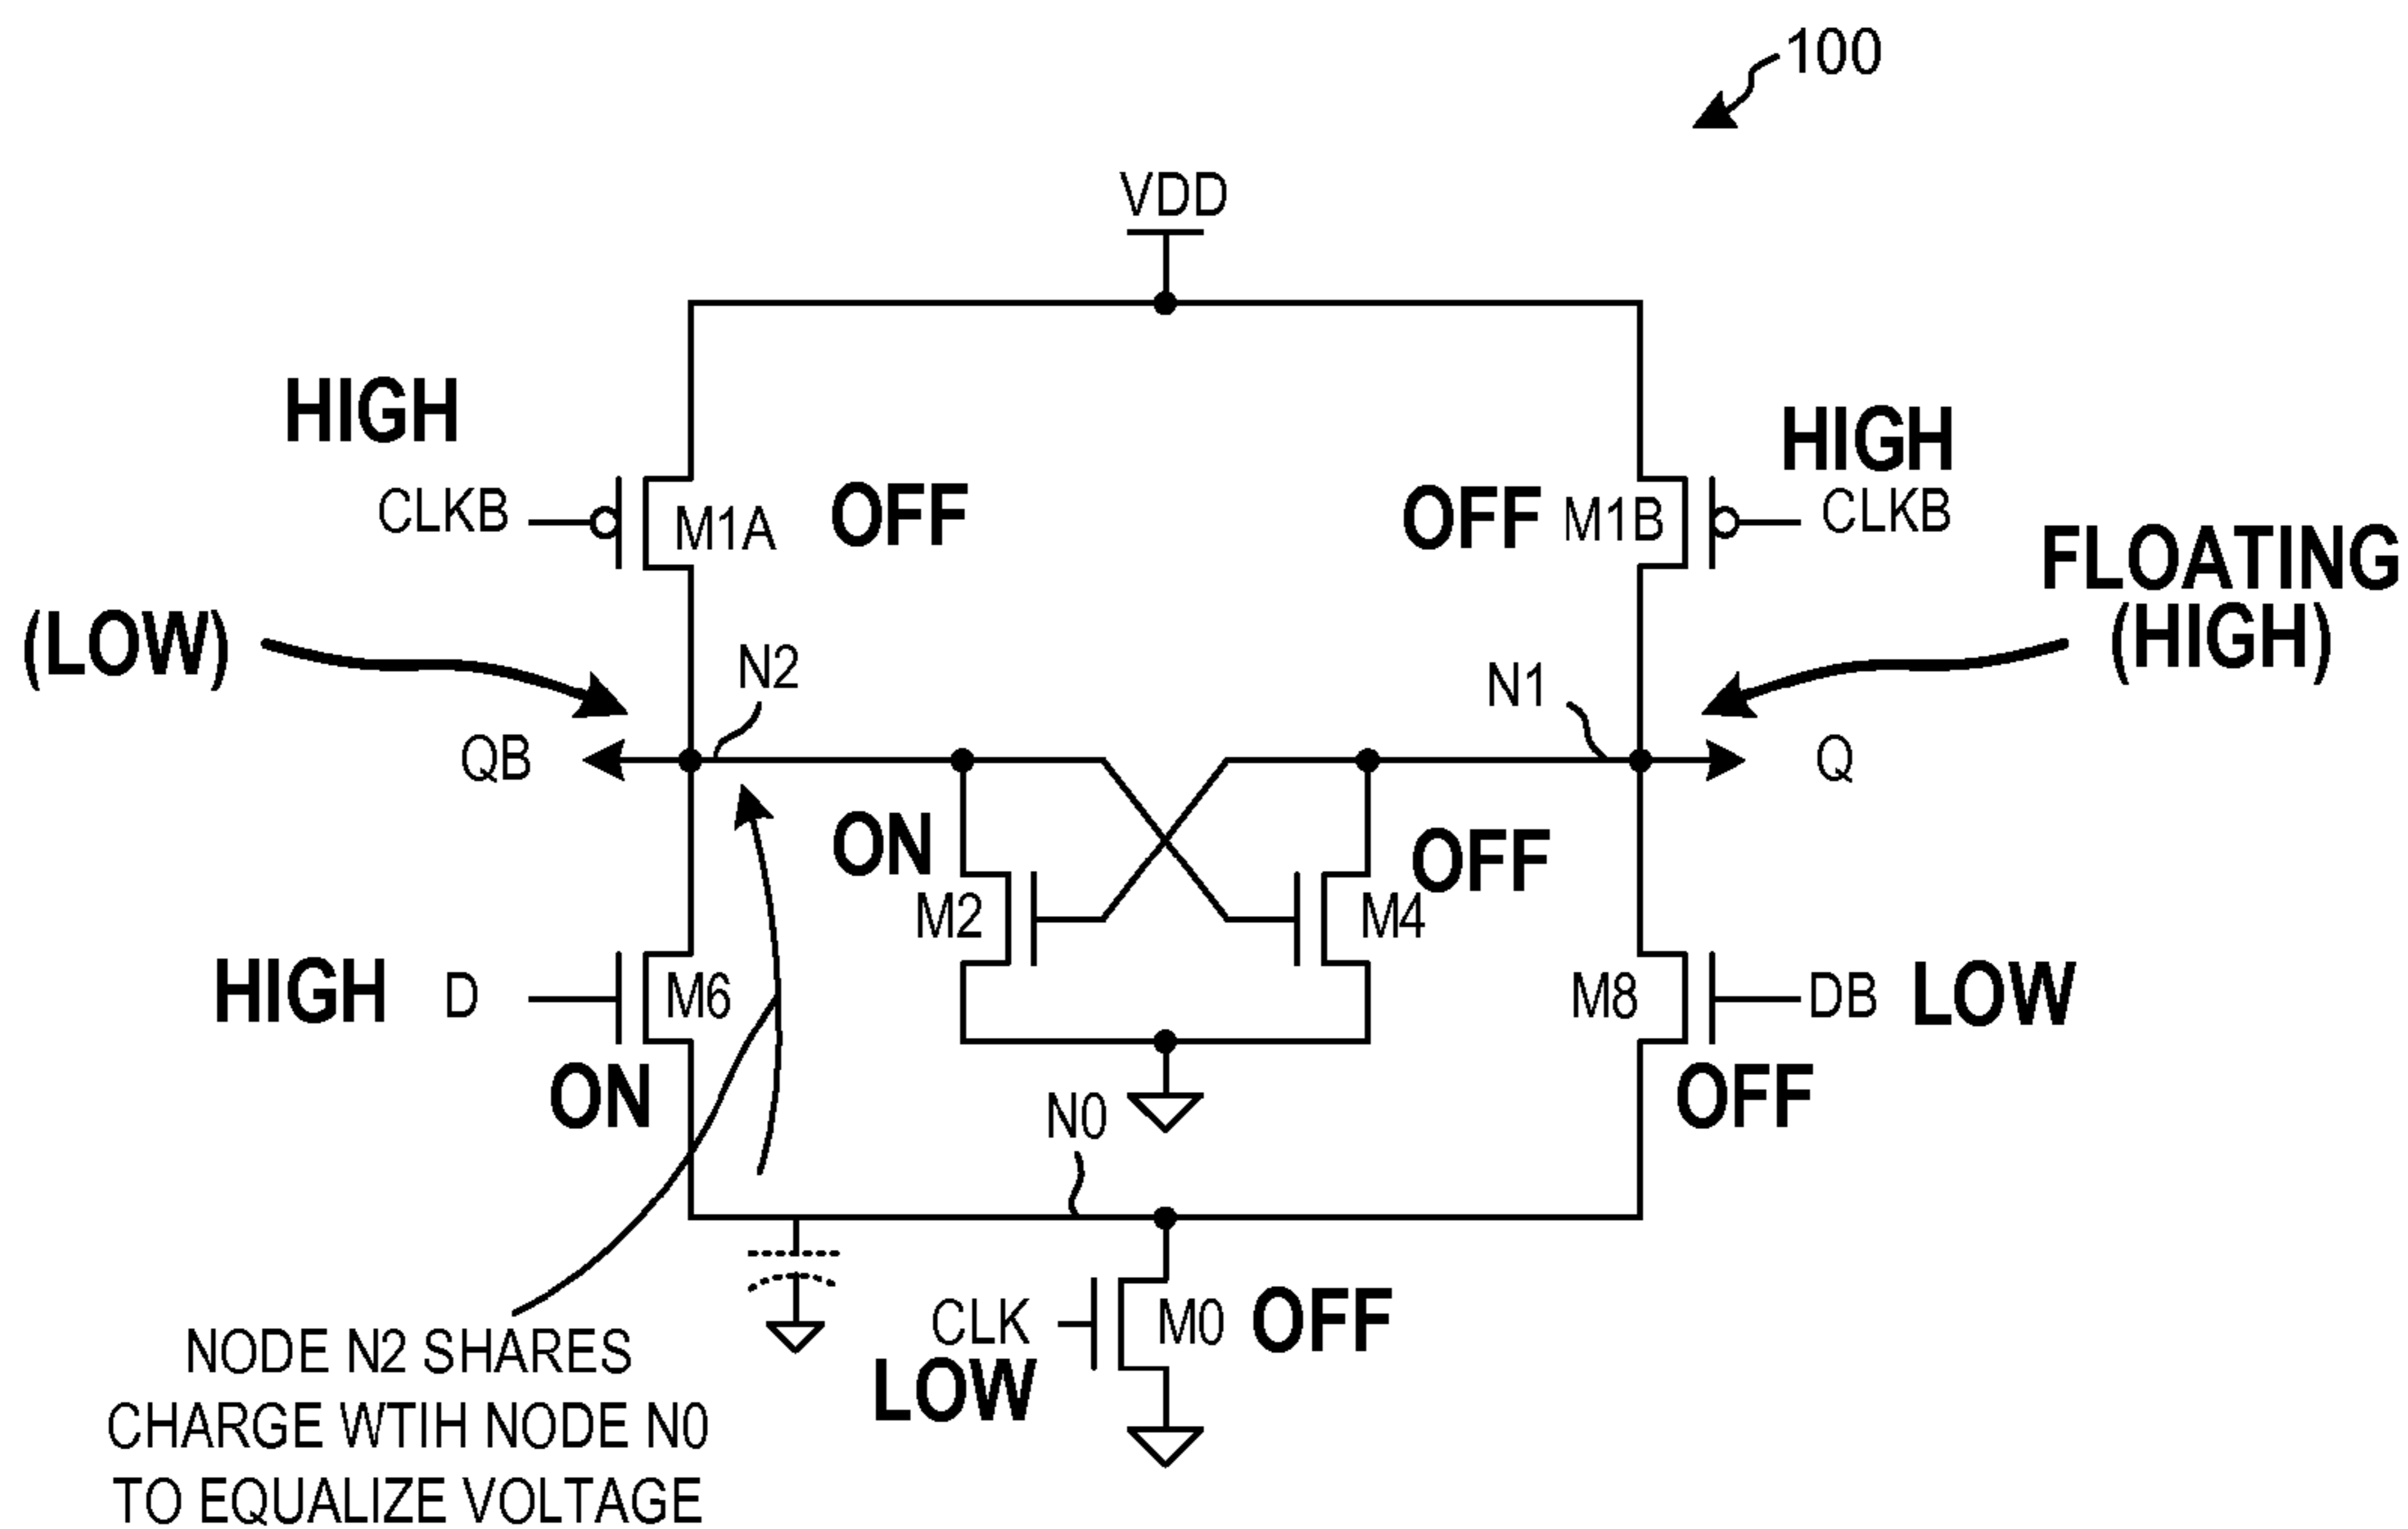 100
VDD
HIGH
HIGH
CLKB
M1A
OFF
OFF
M1B
CLKB
FLOATING
(HIGH)
(LOW)
N2
N1
QB
Q
ON
OFF
M2
M4
HIGH
D
M6
M8
DB
LOW
ON
OFF
N0
CLK
M0
OFF
LOW
NODE N2 SHARES
CHARGE WTIH NODE N0
TO EQUALIZE VOLTAGE